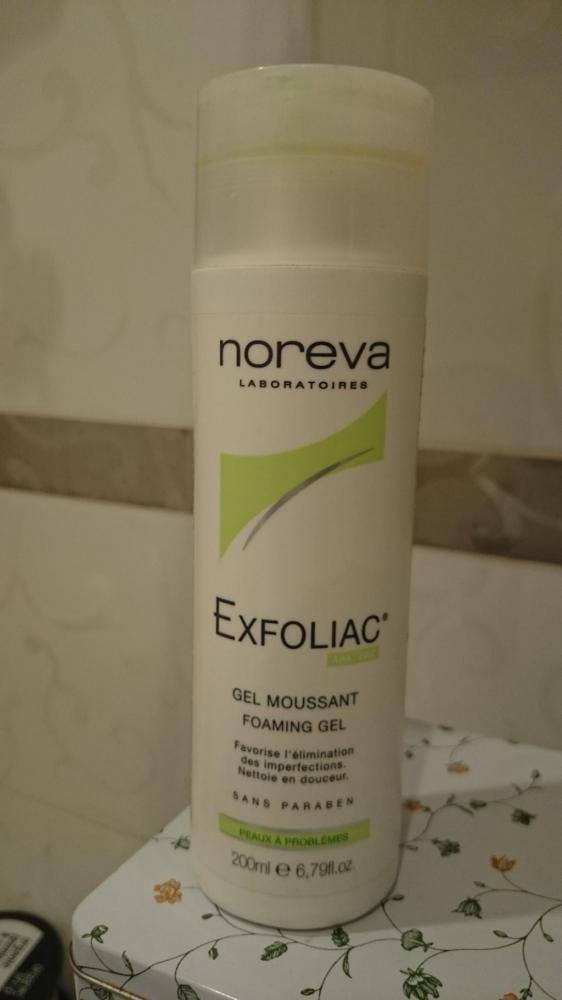 noreva
LABORATOIRES
EXFOLIAC®
GEL MOUSSANT
FOAMING GEL
Favorise l'élimination
des imperfections.
Nettoie en douceur.
SANS PARABEN
PEAUX À PROBLÈMES
200ml ℮ 6,79fl.oz.